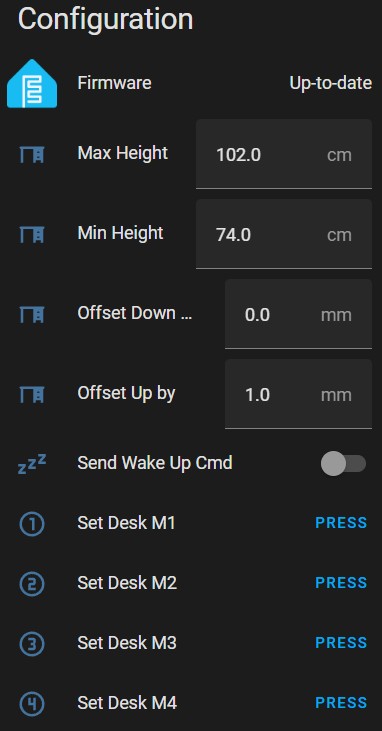 Configuration
Firmware Up-to-date
Max Height 102.0 cm
Min Height 74.0 cm
Offset Down ... 0.0 mm
Offset Up by 1.0 mm
zzz Send Wake Up Cmd
1 Set Desk M1 PRESS
2 Set Desk M2 PRESS
3 Set Desk M3 PRESS
4 Set Desk M4 PRESS